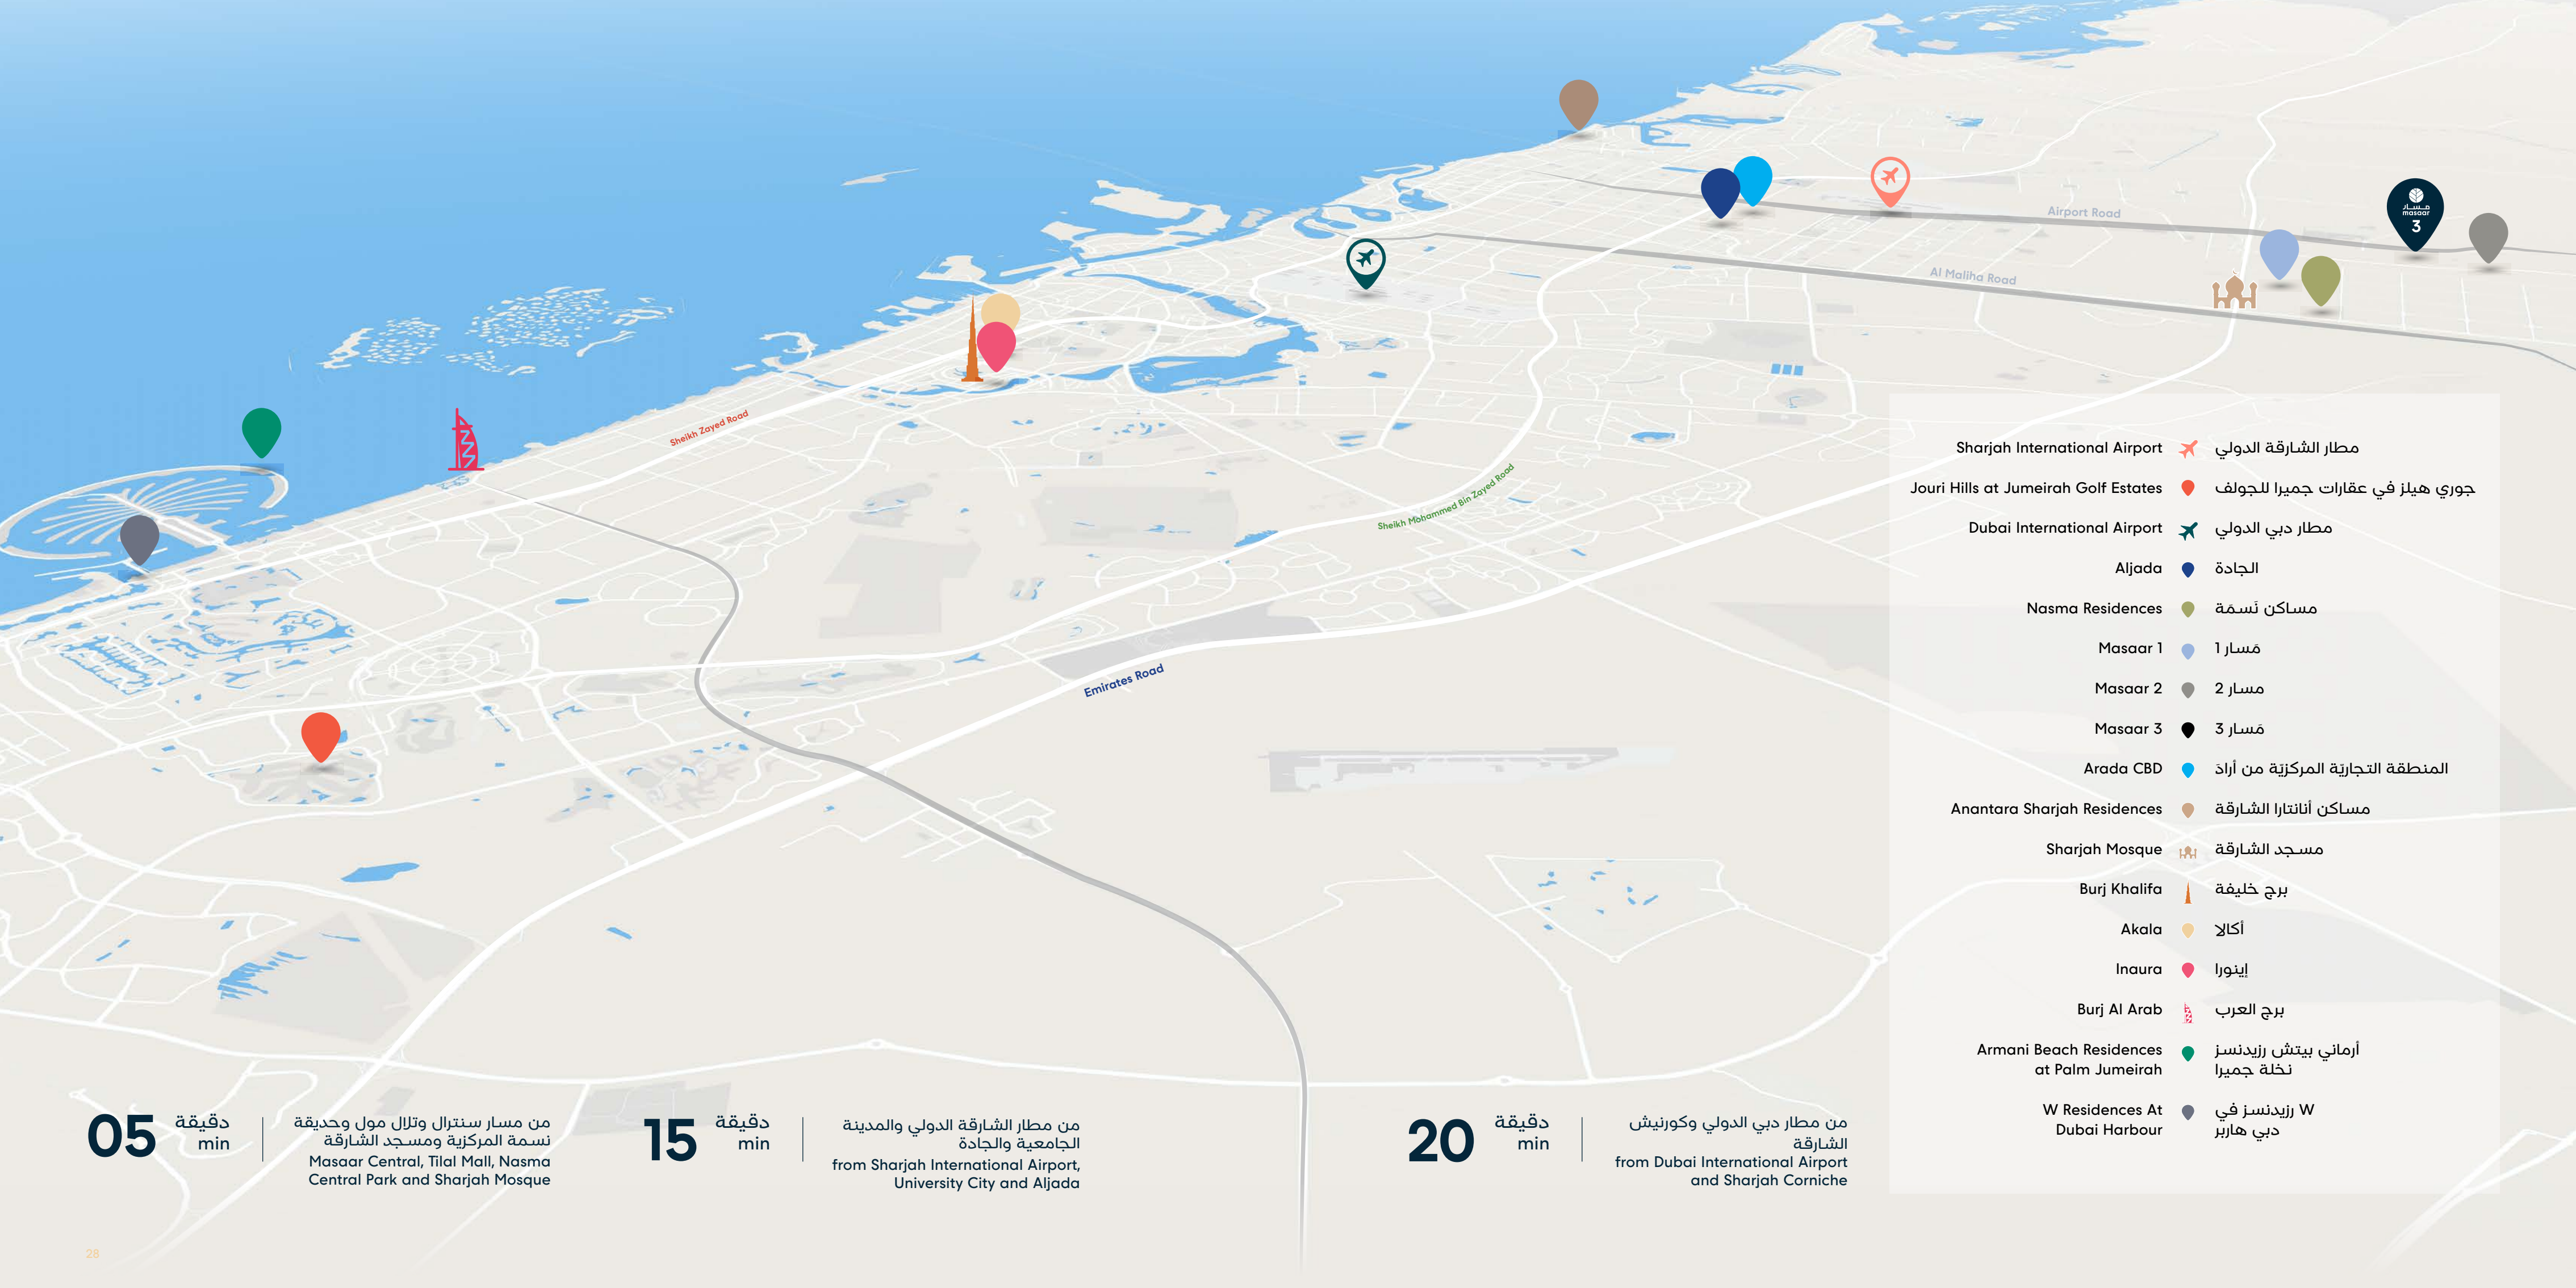 Airport Road
Al Maliha Road
مسار
masaar
3
Sheikh Zayed Road
Sheikh Mohammed Bin Zayed Road
Emirates Road
Sharjah International Airport مطار الشارقة الدولي
Jouri Hills at Jumeirah Golf Estates جوري هيلز في عقارات جميرا للجولف
Dubai International Airport مطار دبي الدولي
Aljada الجادة
Nasma Residences مساكن نَسمَة
Masaar 1 مَسار 1
Masaar 2 مسار 2
Masaar 3 مَسار 3
Arada CBD المنطقة التجاريّة المركزيّة من أرادَ
Anantara Sharjah Residences مساكن أنانتارا الشارقة
Sharjah Mosque مسجد الشارقة
Burj Khalifa برج خليفة
Akala أكالا
Inaura إينورا
Burj Al Arab برج العرب
Armani Beach Residences أرماني بيتش رزيدنسز
at Palm Jumeirah نخلة جميرا
W Residences At W رزيدنسز في
Dubai Harbour دبي هاربر
05 دقيقة
min
من مسار سنترال وتلال مول وحديقة
نسمة المركزية ومسجد الشارقة
Masaar Central, Tilal Mall, Nasma
Central Park and Sharjah Mosque
15 دقيقة
min
من مطار الشارقة الدولي والمدينة
الجامعية والجادة
from Sharjah International Airport,
University City and Aljada
20 دقيقة
min
من مطار دبي الدولي وكورنيش
الشارقة
from Dubai International Airport
and Sharjah Corniche
28